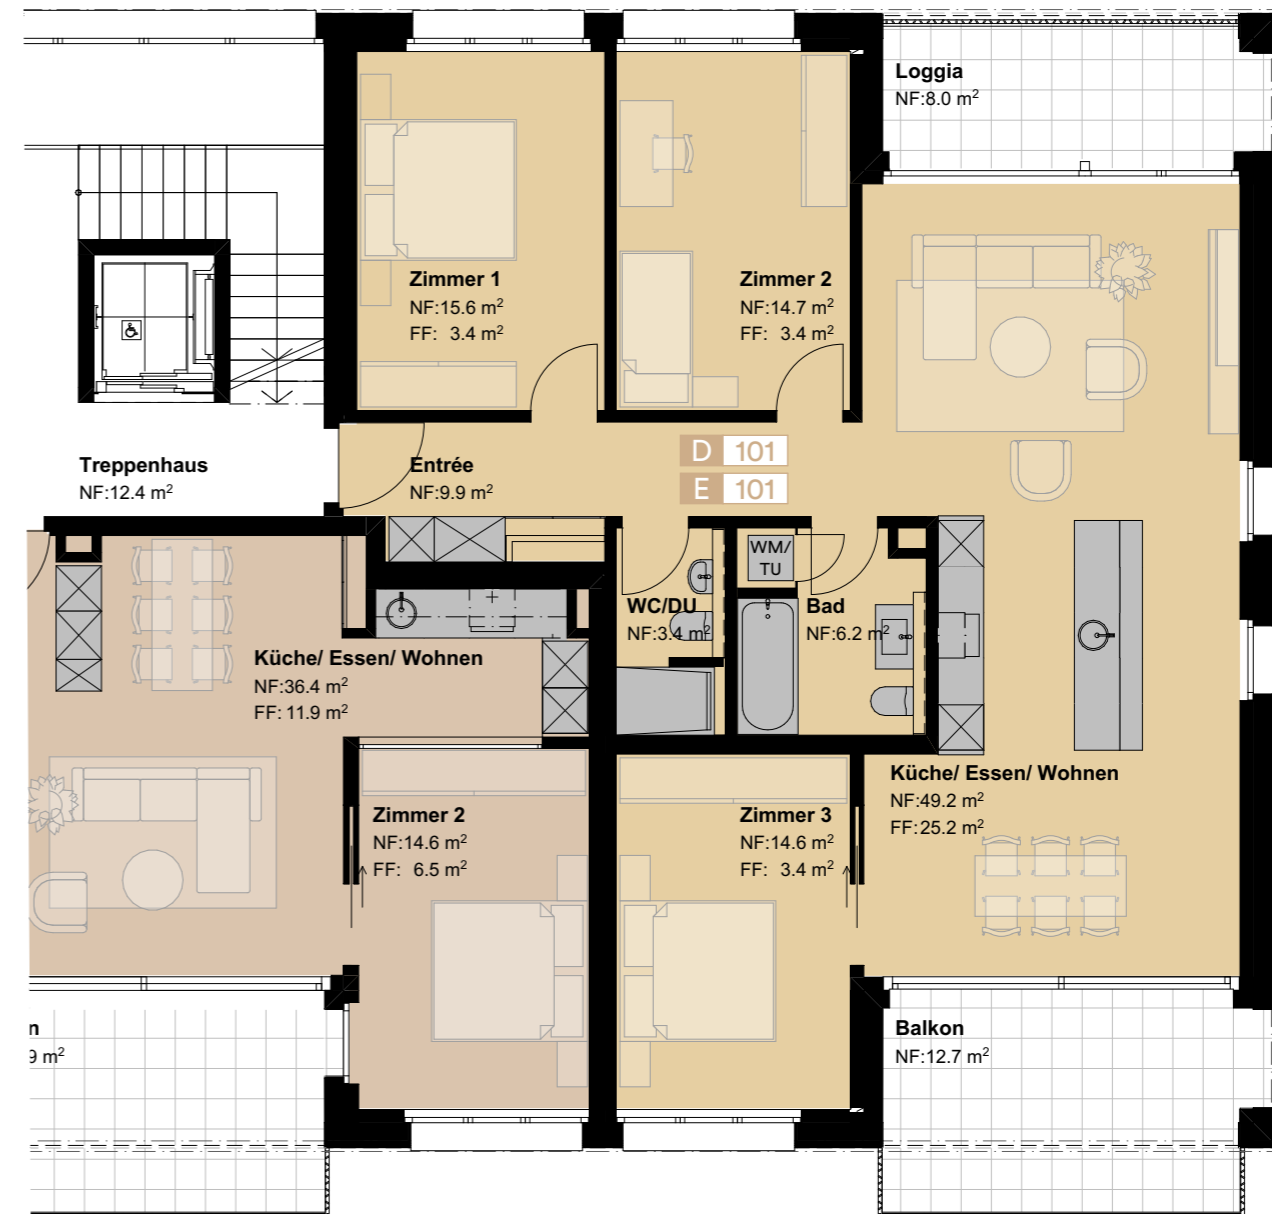 Loggia
NF:8.0 m²
Zimmer 1
NF:15.6 m²
FF: 3.4 m²
Zimmer 2
NF:14.7 m²
FF: 3.4 m²
D 101
E 101
Treppenhaus
NF:12.4 m²
Entrée
NF:9.9 m²
WM/
TU
WC/DU
NF:3.4 m²
Bad
NF:6.2 m²
Küche/ Essen/ Wohnen
NF:36.4 m²
FF: 11.9 m²
Küche/ Essen/ Wohnen
NF:49.2 m²
FF:25.2 m²
Zimmer 2
NF:14.6 m²
FF: 6.5 m²
Zimmer 3
NF:14.6 m²
FF: 3.4 m²
n
9 m²
Balkon
NF:12.7 m²